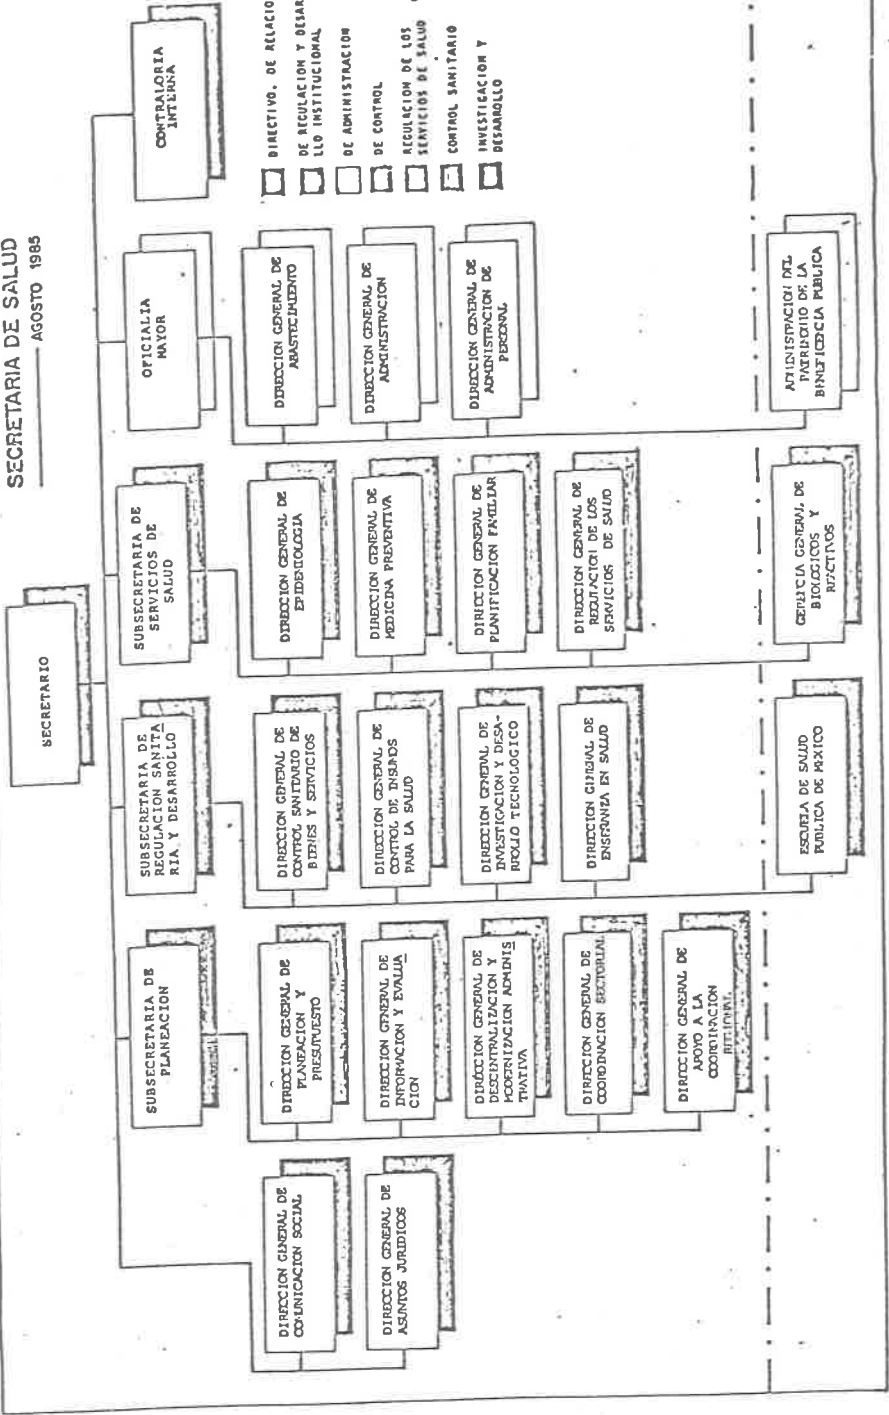 SECRETARIA DE SALUD
AGOSTO 1985
SECRETARIO
CONTRALORIA
INTERNA
OFICIALIA
MAYOR
SUBSECRETARIA DE
SERVICIOS DE
SALUD
SUBSECRETARIA DE
REGULACION SANITA
RIA Y DESARROLLO
SUBSECRETARIA DE
PLANEACION
DIRECCION GENERAL DE
COMUNICACION SOCIAL
DIRECCION GENERAL DE
ASUNTOS JURIDICOS
DIRECCION GENERAL DE
PLANEACION Y
PRESUPUESTO
DIRECCION GENERAL DE
INFORMACION Y EVALUA
CION
DIRECCION GENERAL DE
DESCENTRALIZACION Y
MODERNIZACION ADMINIS
TRATIVA
DIRECCION GENERAL DE
COORDINACION SECTORIAL
DIRECCION GENERAL DE
APOYO A LA
COORDINACION
DIRECCION GENERAL DE
CONTROL SANITARIO DE
BIENES Y SERVICIOS
DIRECCION GENERAL DE
CONTROL DE INSUMOS
PARA LA SALUD
DIRECCION GENERAL DE
INVESTIGACION Y DESA-
RROLLO TECNOLOGICO
DIRECCION GENERAL DE
ENSEÑANZA EN SALUD
ESCUELA DE SALUD
PUBLICA DE MEXICO
DIRECCION GENERAL DE
EPIDEMIOLOGIA
DIRECCION GENERAL DE
MEDICINA PREVENTIVA
DIRECCION GENERAL DE
PLANIFICACION FAMILIAR
DIRECCION GENERAL DE
REGULACION DE LOS
SERVICIOS DE SALUD
GERENCIA GENERAL DE
BIOLOGICOS Y
REACTIVOS
DIRECCION GENERAL DE
ABASTECIMIENTO
DIRECCION GENERAL DE
ADMINISTRACION
DIRECCION GENERAL DE
ADMINISTRACION DE
PERSONAL
ADMINISTRACION DEL
PATRIMONIO DE LA
BENEFICENCIA PUBLICA
DIRECTIVO, DE RELACIO
DE REGULACION Y DESAR
LLO INSTITUCIONAL
DE ADMINISTRACION
DE CONTROL
REGULACION DE LOS
SERVICIOS DE SALUD
CONTROL SANITARIO
INVESTIGACION Y
DESARROLLO